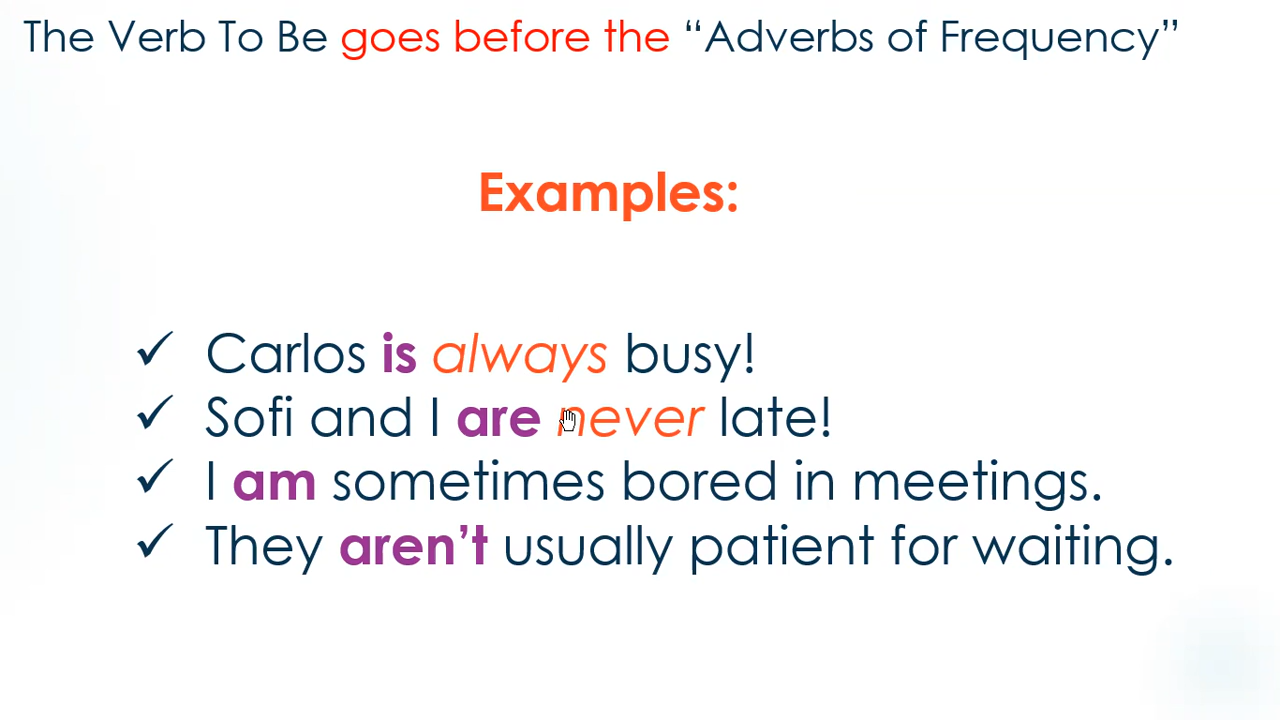 The Verb To Be goes before the “Adverbs of Frequency”
Examples:
✓ Carlos is always busy!
✓ Sofi and I are never late!
✓ I am sometimes bored in meetings.
✓ They aren’t usually patient for waiting.